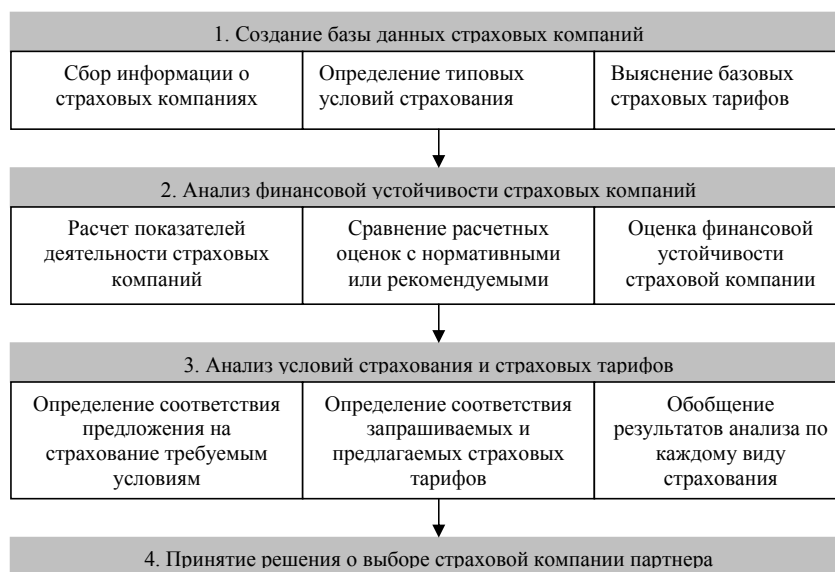 1. Создание базы данных страховых компаний
Сбор информации о
страховых компаниях
Определение типовых
условий страхования
Выяснение базовых
страховых тарифов
2. Анализ финансовой устойчивости страховых компаний
Расчет показателей
деятельности страховых
компаний
Сравнение расчетных
оценок с нормативными
или рекомендуемыми
Оценка финансовой
устойчивости
страховой компании
3. Анализ условий страхования и страховых тарифов
Определение соответствия
предложения на
страхование требуемым
условиям
Определение соответствия
запрашиваемых и
предлагаемых страховых
тарифов
Обобщение
результатов анализа по
каждому виду
страхования
4. Принятие решения о выборе страховой компании партнера